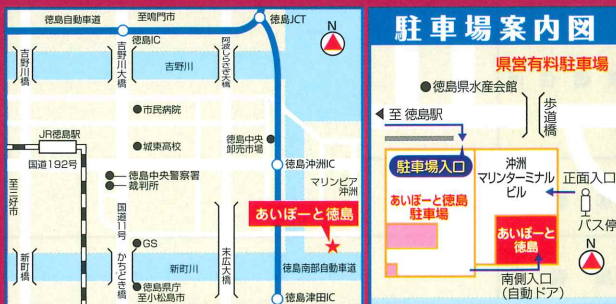 徳島自動車道
至鳴門市
徳島JCT
徳島IC
吉野川橋
吉野川大橋
吉野川
阿波しらさぎ大橋
N
市民病院
JR徳島駅
城東高校
徳島中央
卸売市場
国道192号
徳島沖洲IC
徳島中央警察署
裁判所
マリンピア
沖洲
至三好市
国道11号
あいぽーと徳島
GS
新町橋
かちどき橋
新町川
末広大橋
徳島南部自動車道
徳島県庁
至小松島市
徳島津田IC
駐車場案内図
県営有料駐車場
徳島県水産会館
至 徳島駅
歩道橋
駐車場入口
沖洲
マリンターミナル
ビル
正面入口
あいぽーと徳島
駐車場
バス停
あいぽーと
徳島
N
南側入口
(自動ドア)